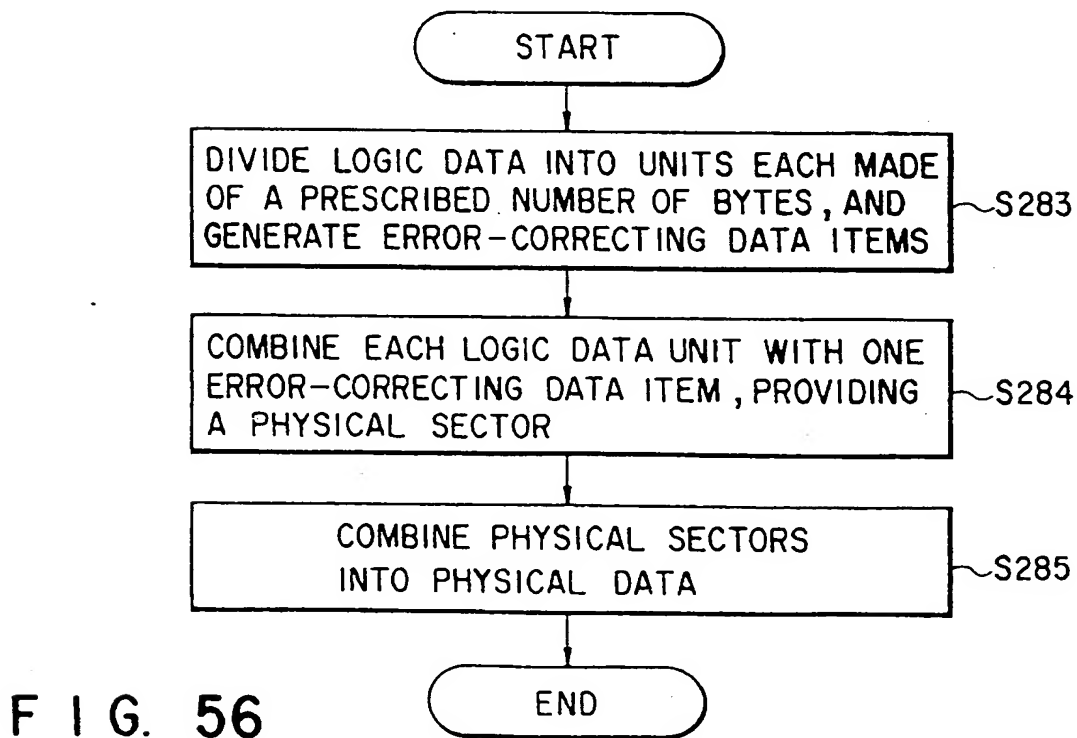 START
DIVIDE LOGIC DATA INTO UNITS EACH MADE
OF A PRESCRIBED NUMBER OF BYTES, AND
GENERATE ERROR-CORRECTING DATA ITEMS
S283
COMBINE EACH LOGIC DATA UNIT WITH ONE
ERROR-CORRECTING DATA ITEM, PROVIDING
A PHYSICAL SECTOR
S284
COMBINE PHYSICAL SECTORS
INTO PHYSICAL DATA
S285
END
FIG. 56